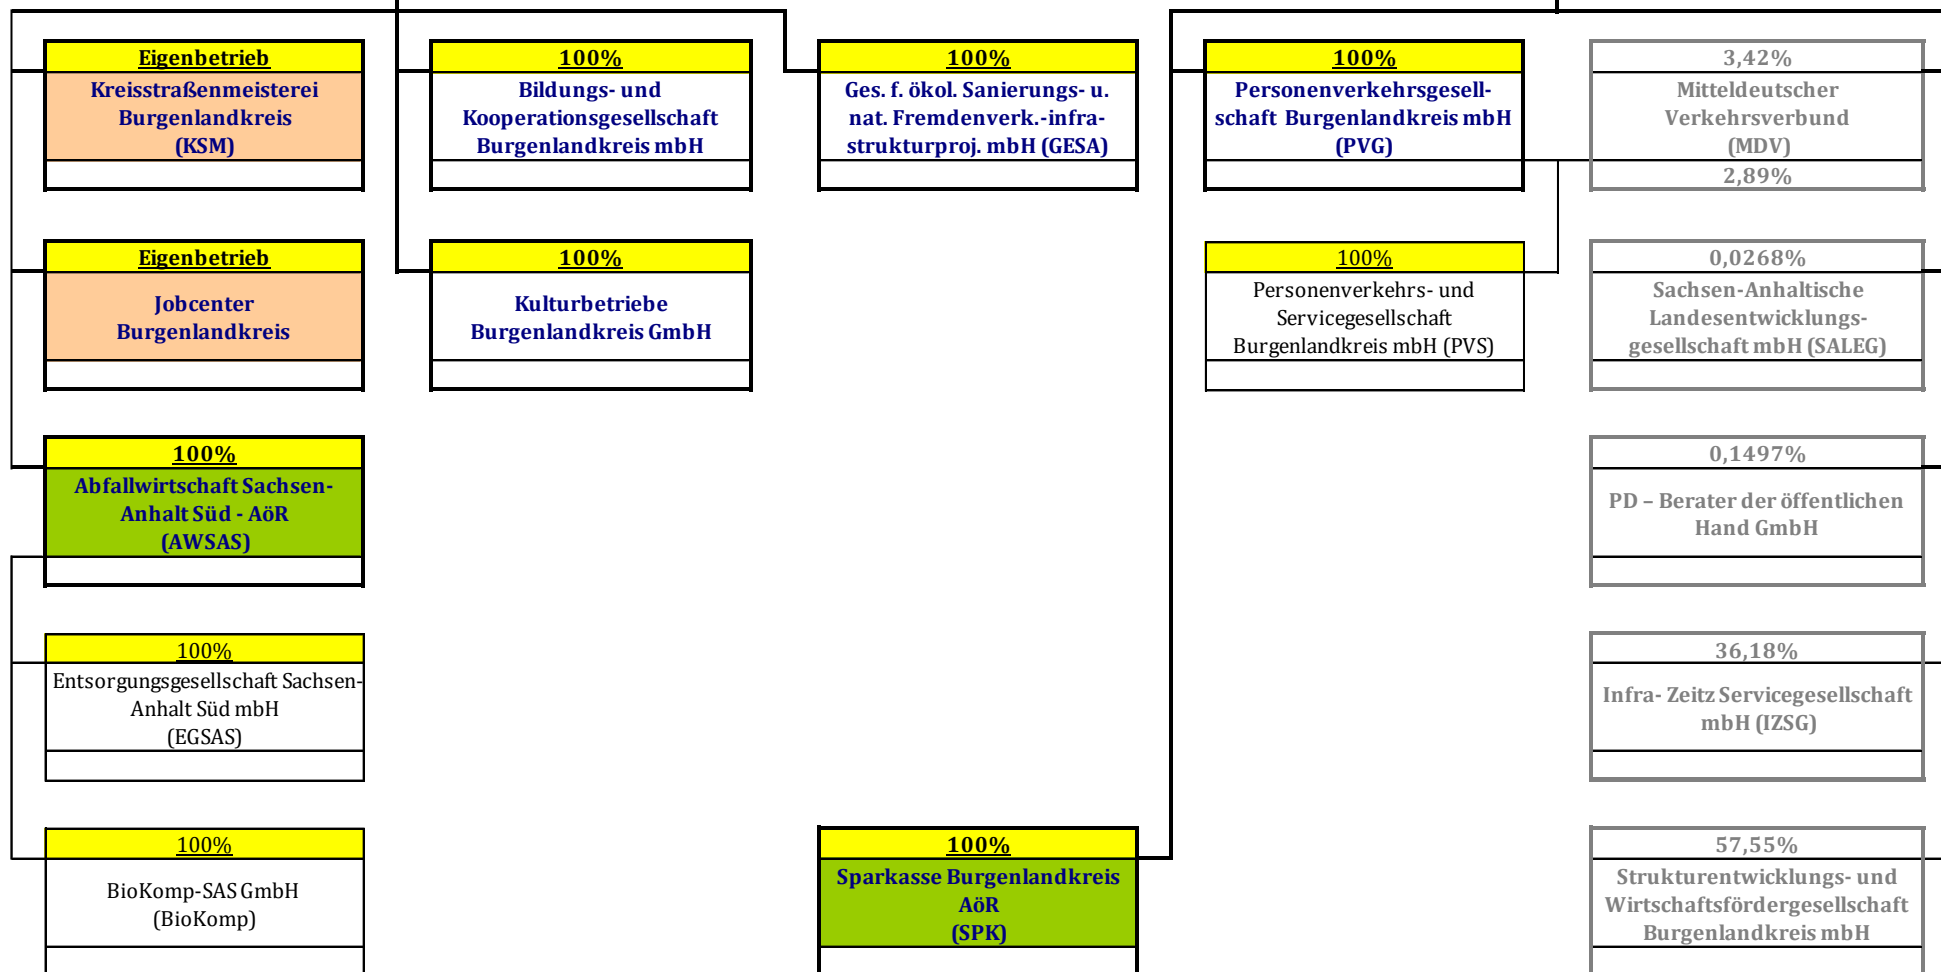 Eigenbetrieb
Kreisstraßenmeisterei
Burgenlandkreis
(KSM)
100%
Bildungs- und
Kooperationsgesellschaft
Burgenlandkreis mbH
100%
Ges. f. ökol. Sanierungs- u.
nat. Fremdenverk.-infra-
strukturproj. mbH (GESA)
100%
Personenverkehrsgesell-
schaft Burgenlandkreis mbH
(PVG)
3,42%
Mitteldeutscher
Verkehrsverbund
(MDV)
2,89%
Eigenbetrieb
Jobcenter
Burgenlandkreis
100%
Kulturbetriebe
Burgenlandkreis GmbH
100%
Personenverkehrs- und
Servicegesellschaft
Burgenlandkreis mbH (PVS)
0,0268%
Sachsen-Anhaltische
Landesentwicklungs-
gesellschaft mbH (SALEG)
100%
Abfallwirtschaft Sachsen-
Anhalt Süd - AöR
(AWSAS)
0,1497%
PD – Berater der öffentlichen
Hand GmbH
100%
Entsorgungsgesellschaft Sachsen-
Anhalt Süd mbH
(EGSAS)
36,18%
Infra- Zeitz Servicegesellschaft
mbH (IZSG)
100%
BioKomp-SAS GmbH
(BioKomp)
100%
Sparkasse Burgenlandkreis
AöR
(SPK)
57,55%
Strukturentwicklungs- und
Wirtschaftsfördergesellschaft
Burgenlandkreis mbH